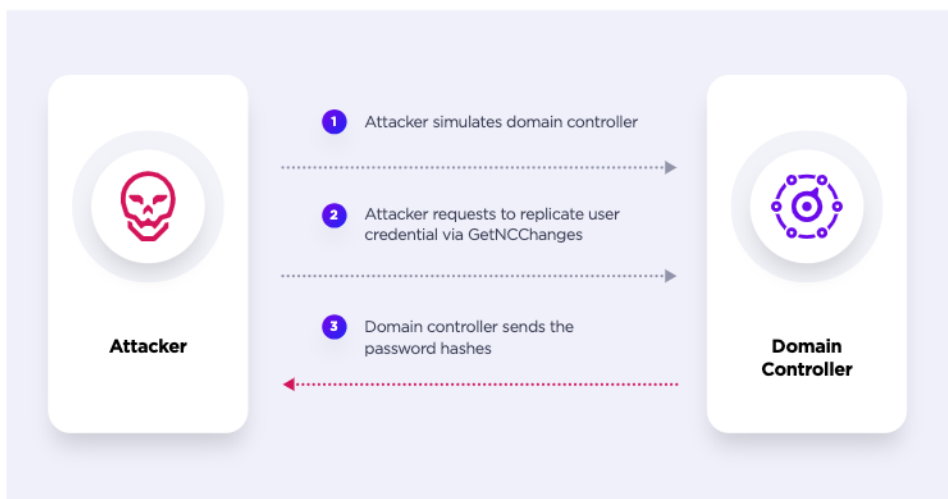 1 Attacker simulates domain controller
2 Attacker requests to replicate user
credential via GetNCChanges
3 Domain controller sends the
password hashes
Attacker
Domain
Controller